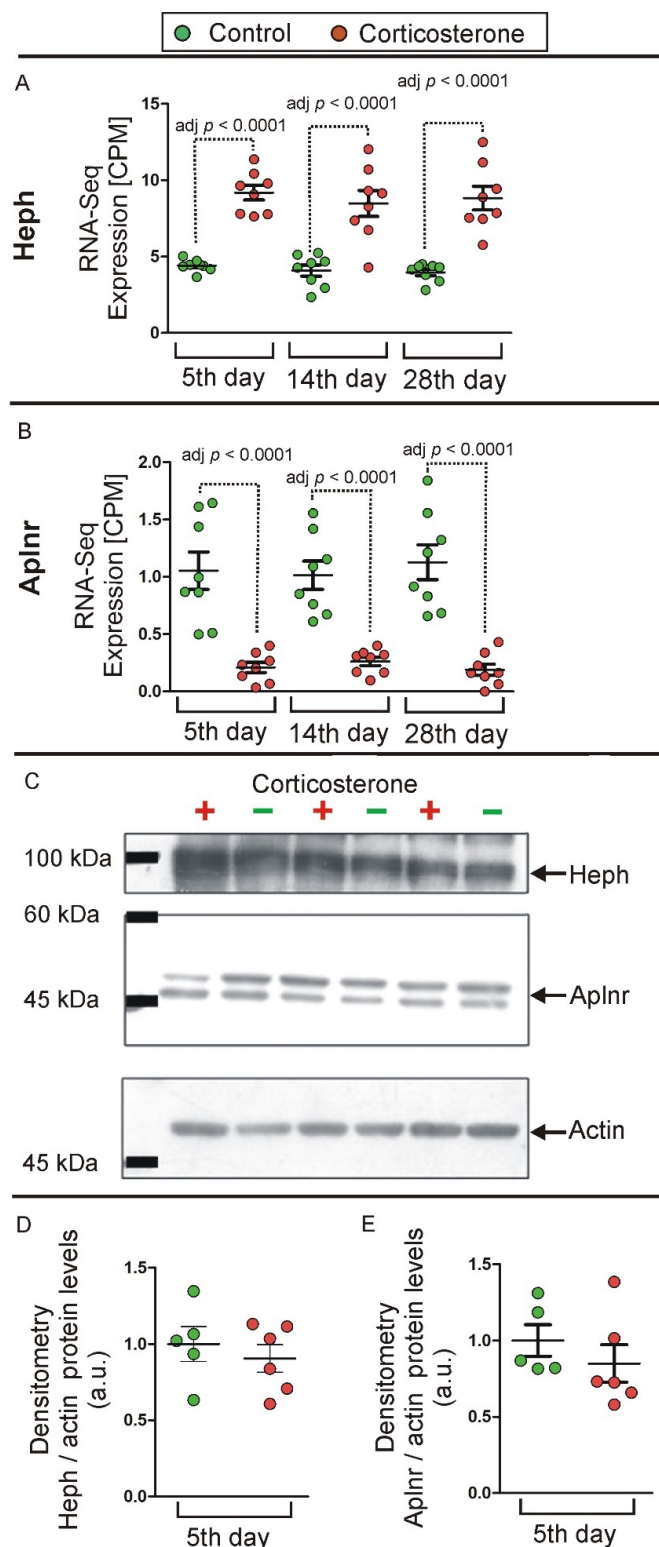 Control Corticosterone
A
Heph
RNA-Seq
Expression [CPM]
15
10
5
0
adj p < 0.0001
adj p < 0.0001
adj p < 0.0001
5th day 14th day 28th day
B
Aplnr
RNA-Seq
Expression [CPM]
2.0
1.5
1.0
0.5
0.0
adj p < 0.0001
adj p < 0.0001
adj p < 0.0001
5th day 14th day 28th day
C
Corticosterone
+ − + − + −
100 kDa
Heph
60 kDa
45 kDa
Aplnr
Actin
45 kDa
D
Densitometry
Heph / actin protein levels
(a.u.)
1.5
1.0
0.5
0.0
5th day
E
Densitometry
Aplnr / actin protein levels
(a.u.)
1.5
1.0
0.5
0.0
5th day